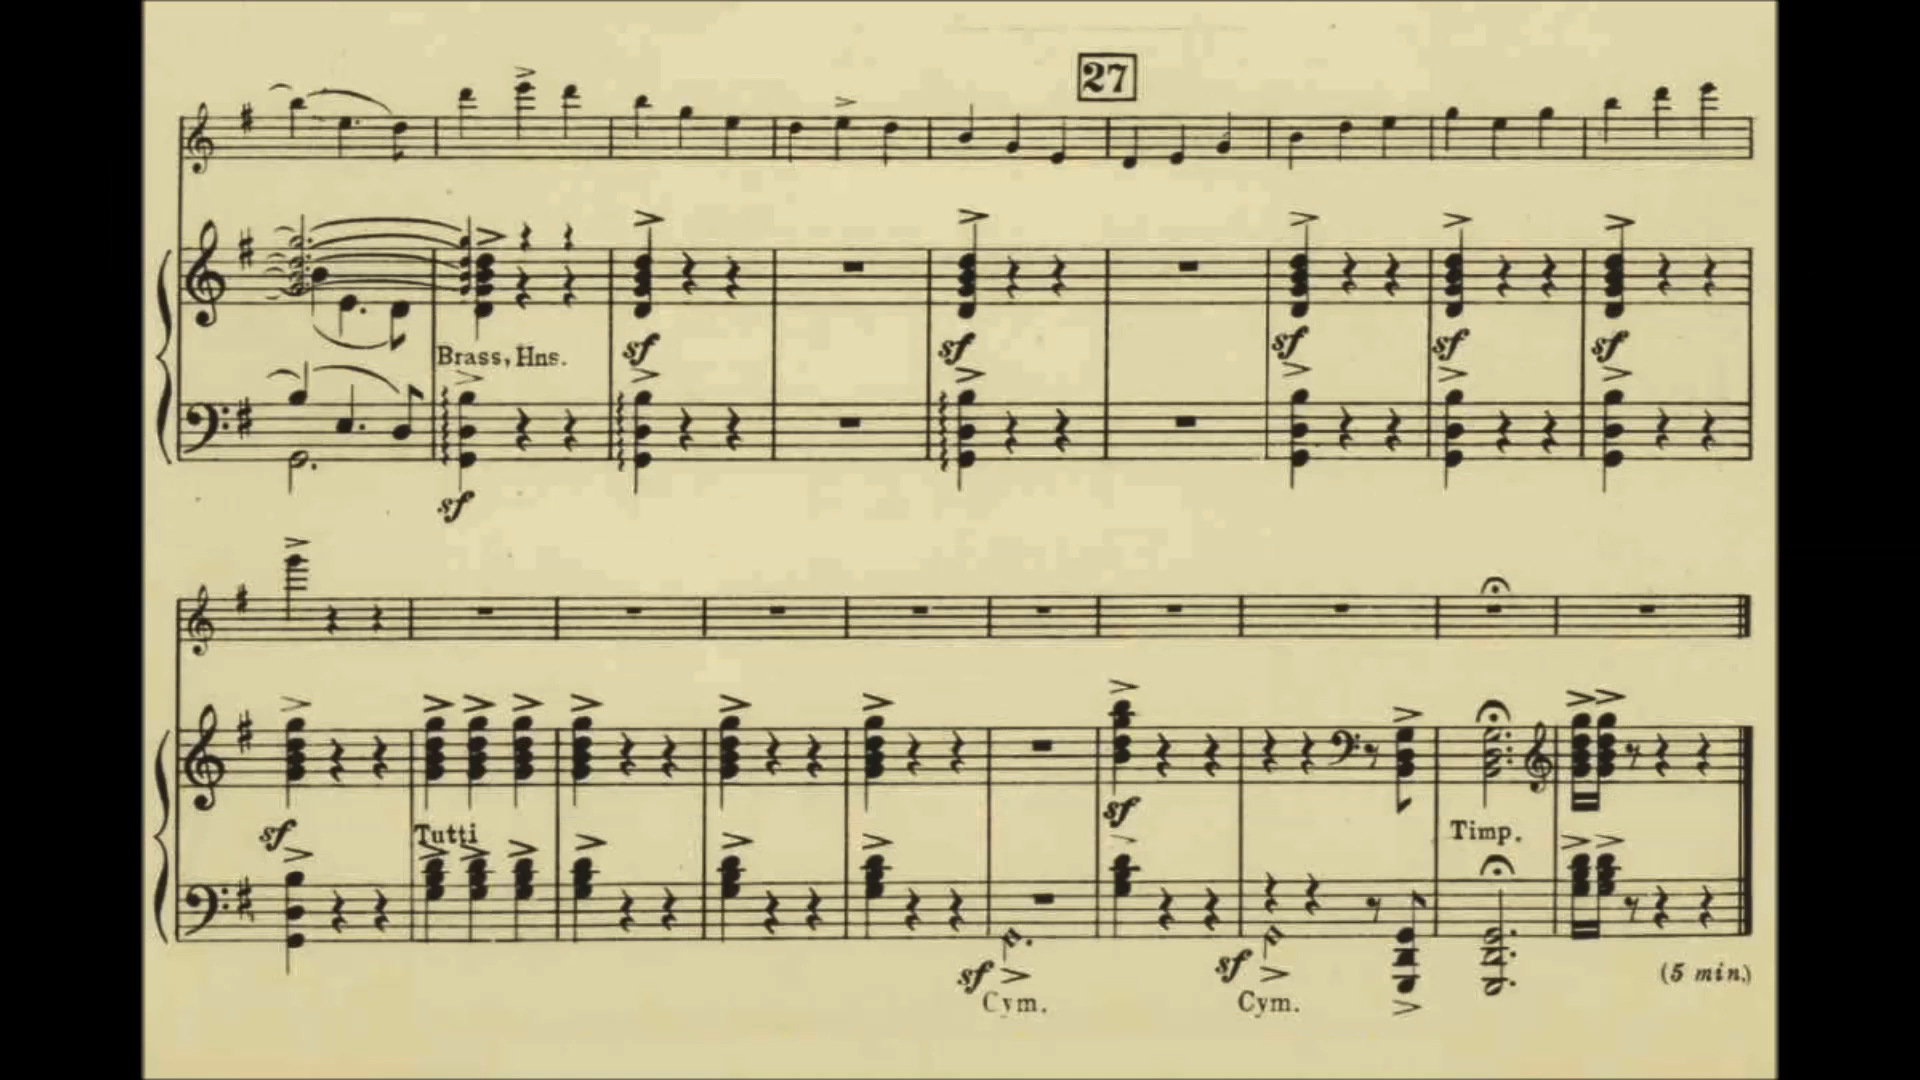 27
sf sf sf sf sf
Brass, Hns.
sf
sf sf
Tutti Timp.
sf sf (5 min.)
Cym. Cym.